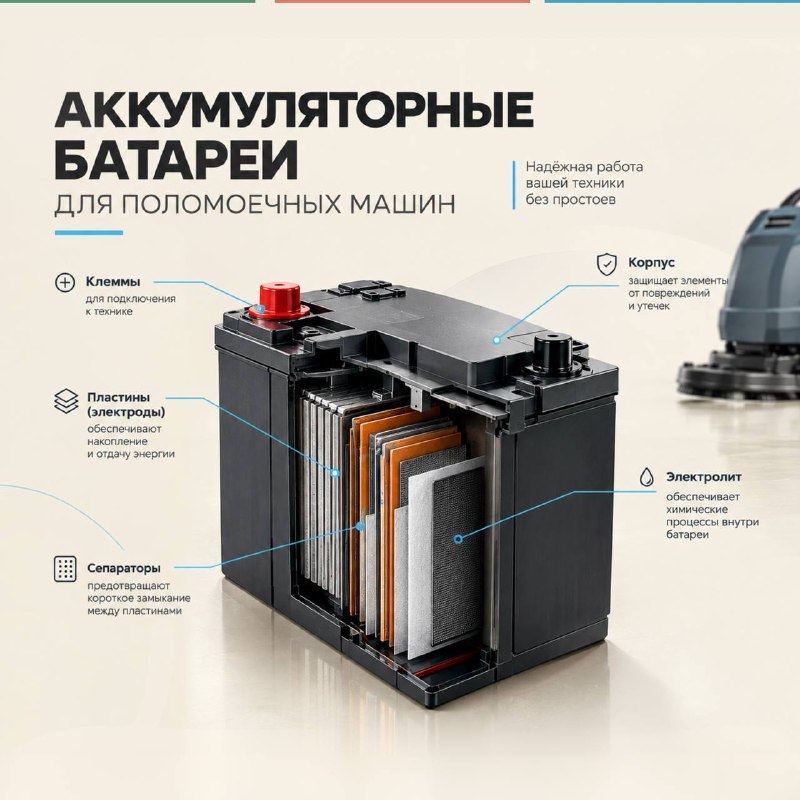 АККУМУЛЯТОРНЫЕ
БАТАРЕИ
ДЛЯ ПОЛОМОЕЧНЫХ МАШИН
Надёжная работа
вашей техники
без простоев
Клеммы
для подключения
к технике
Корпус
защищает элементы
от повреждений
и утечек
Пластины
(электроды)
обеспечивают
накопление
и отдачу энергии
Электролит
обеспечивает
химические
процессы внутри
батареи
Сепараторы
предотвращают
короткое замыкание
между пластинами